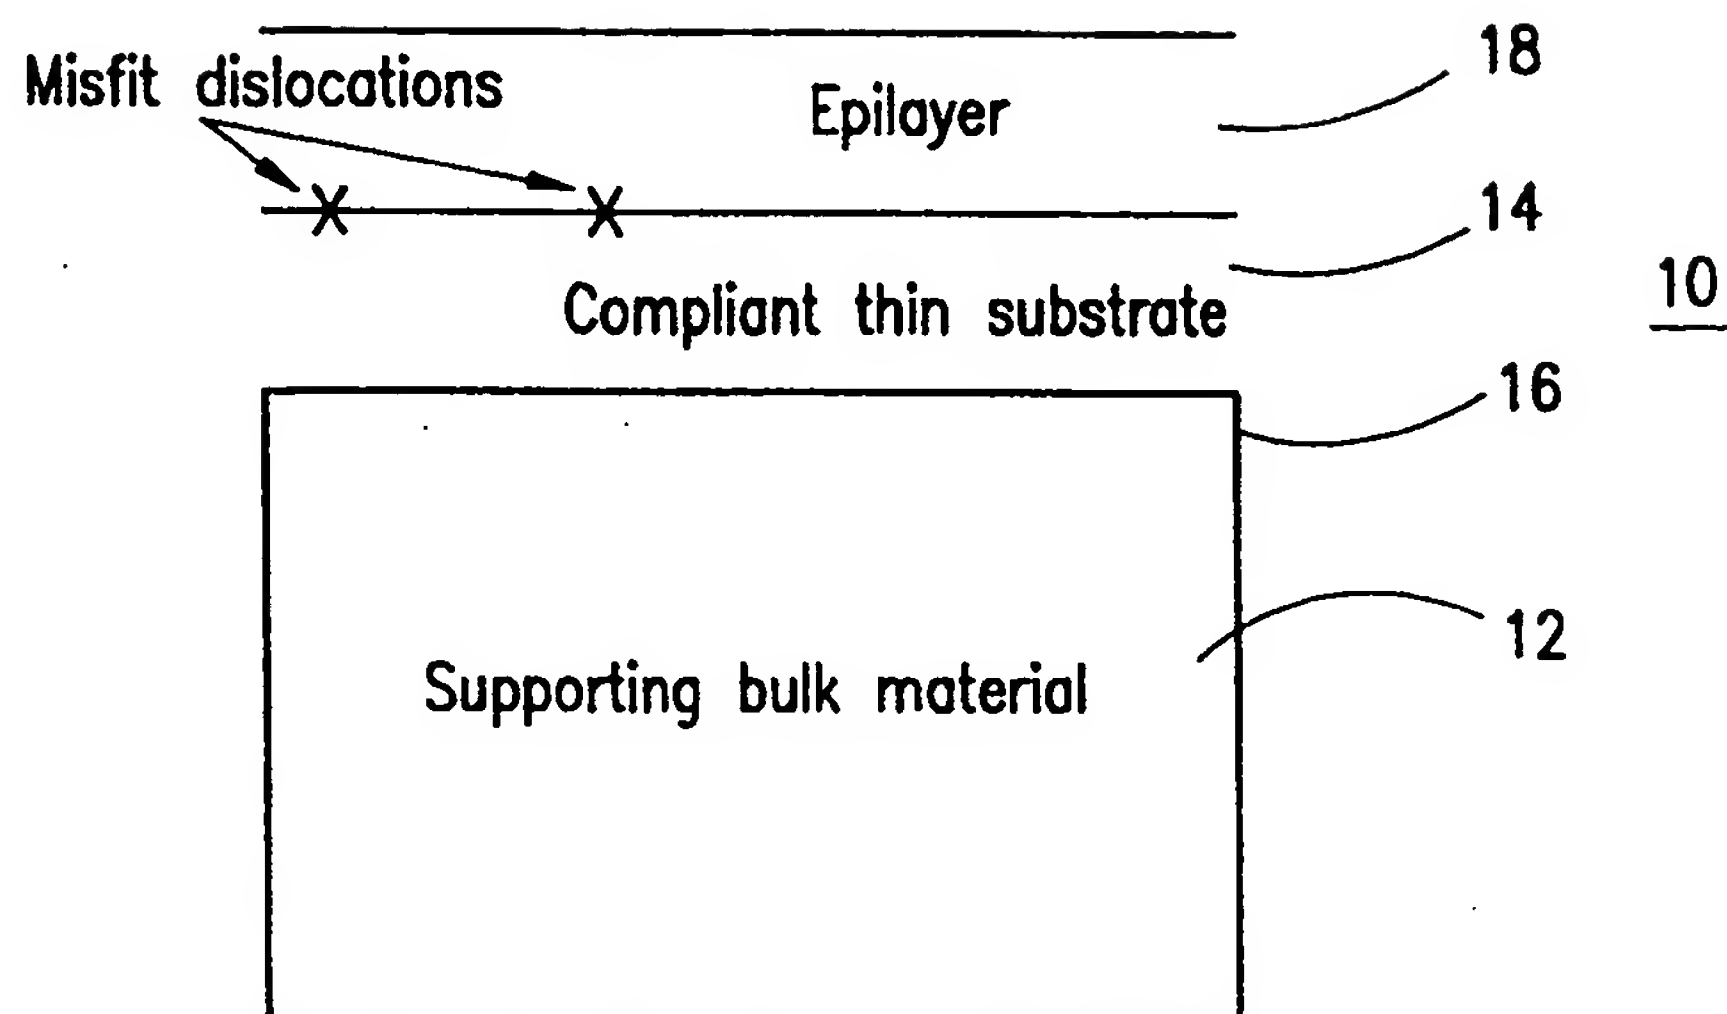 18
Misfit dislocations
Epilayer
14
10
Compliant thin substrate
16
12
Supporting bulk material